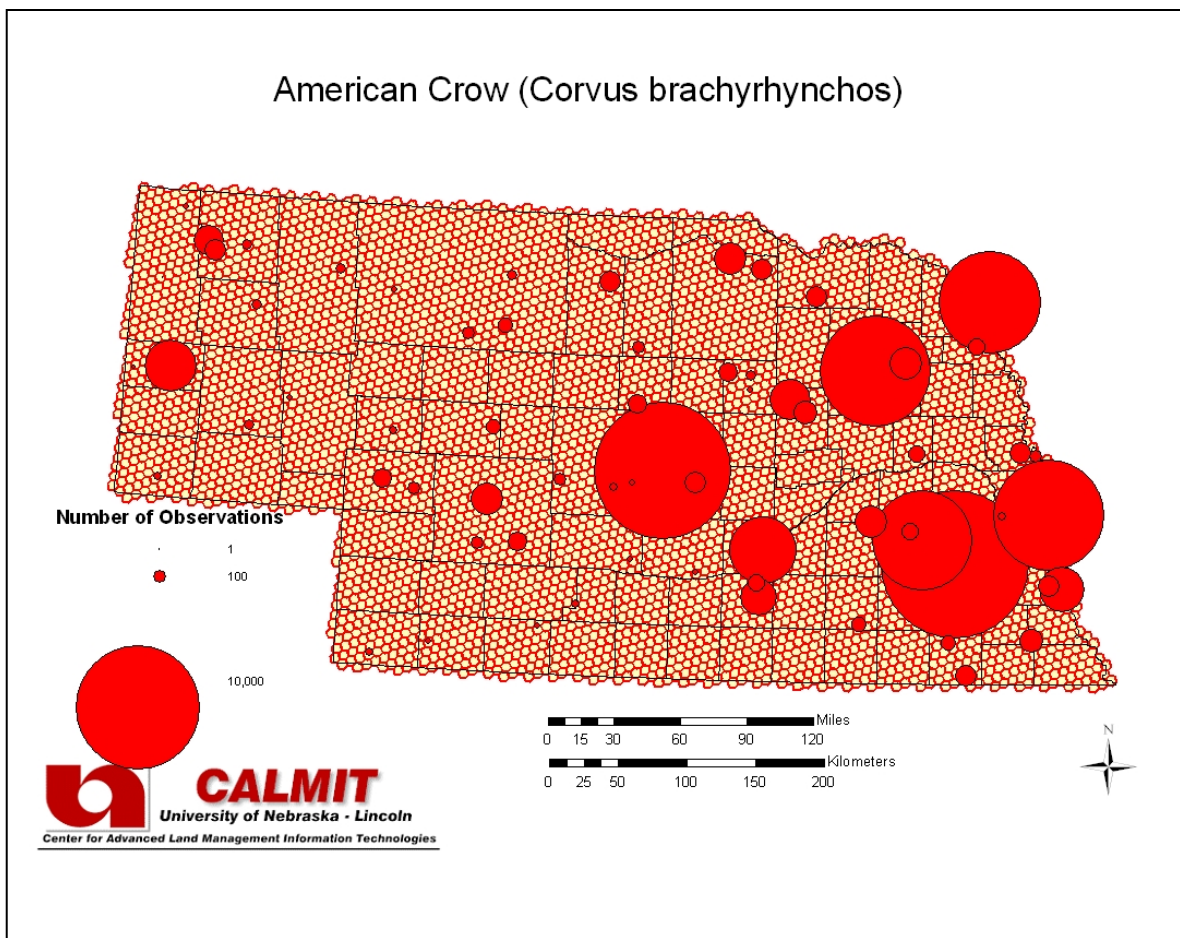 American Crow (Corvus brachyrhynchos)
Number of Observations
1
100
10,000
Miles
0 15 30 60 90 120
Kilometers
0 25 50 100 150 200
N
CALMIT
University of Nebraska - Lincoln
Center for Advanced Land Management Information Technologies